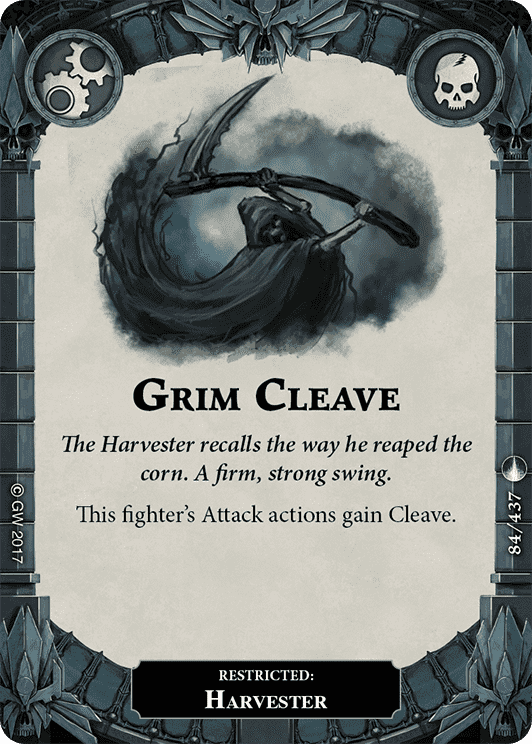 GRIM CLEAVE
The Harvester recalls the way he reaped the
corn. A firm, strong swing.
This fighter's Attack actions gain Cleave.
© GW 2017
84/437
RESTRICTED:
HARVESTER